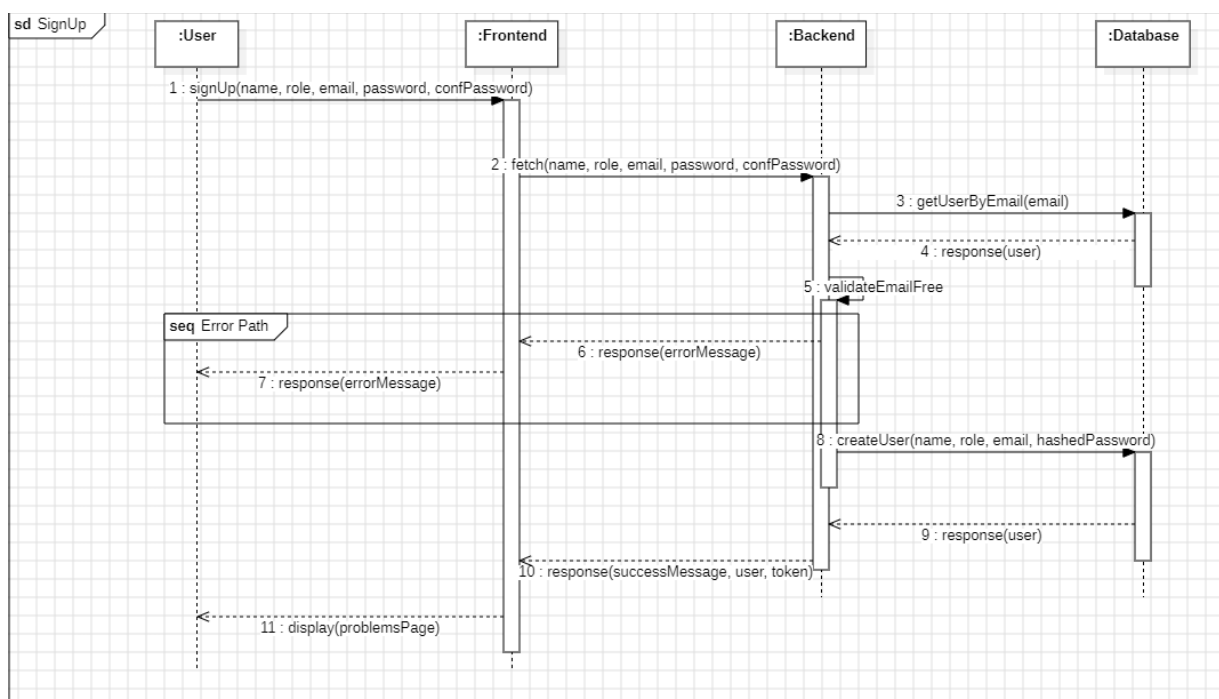 sd SignUp
:User
:Frontend
:Backend
:Database
1 : signUp(name, role, email, password, confPassword)
2 : fetch(name, role, email, password, confPassword)
3 : getUserByEmail(email)
4 : response(user)
5 : validateEmailFree
seq Error Path
6 : response(errorMessage)
7 : response(errorMessage)
8 : createUser(name, role, email, hashedPassword)
9 : response(user)
10 : response(successMessage, user, token)
11 : display(problemsPage)